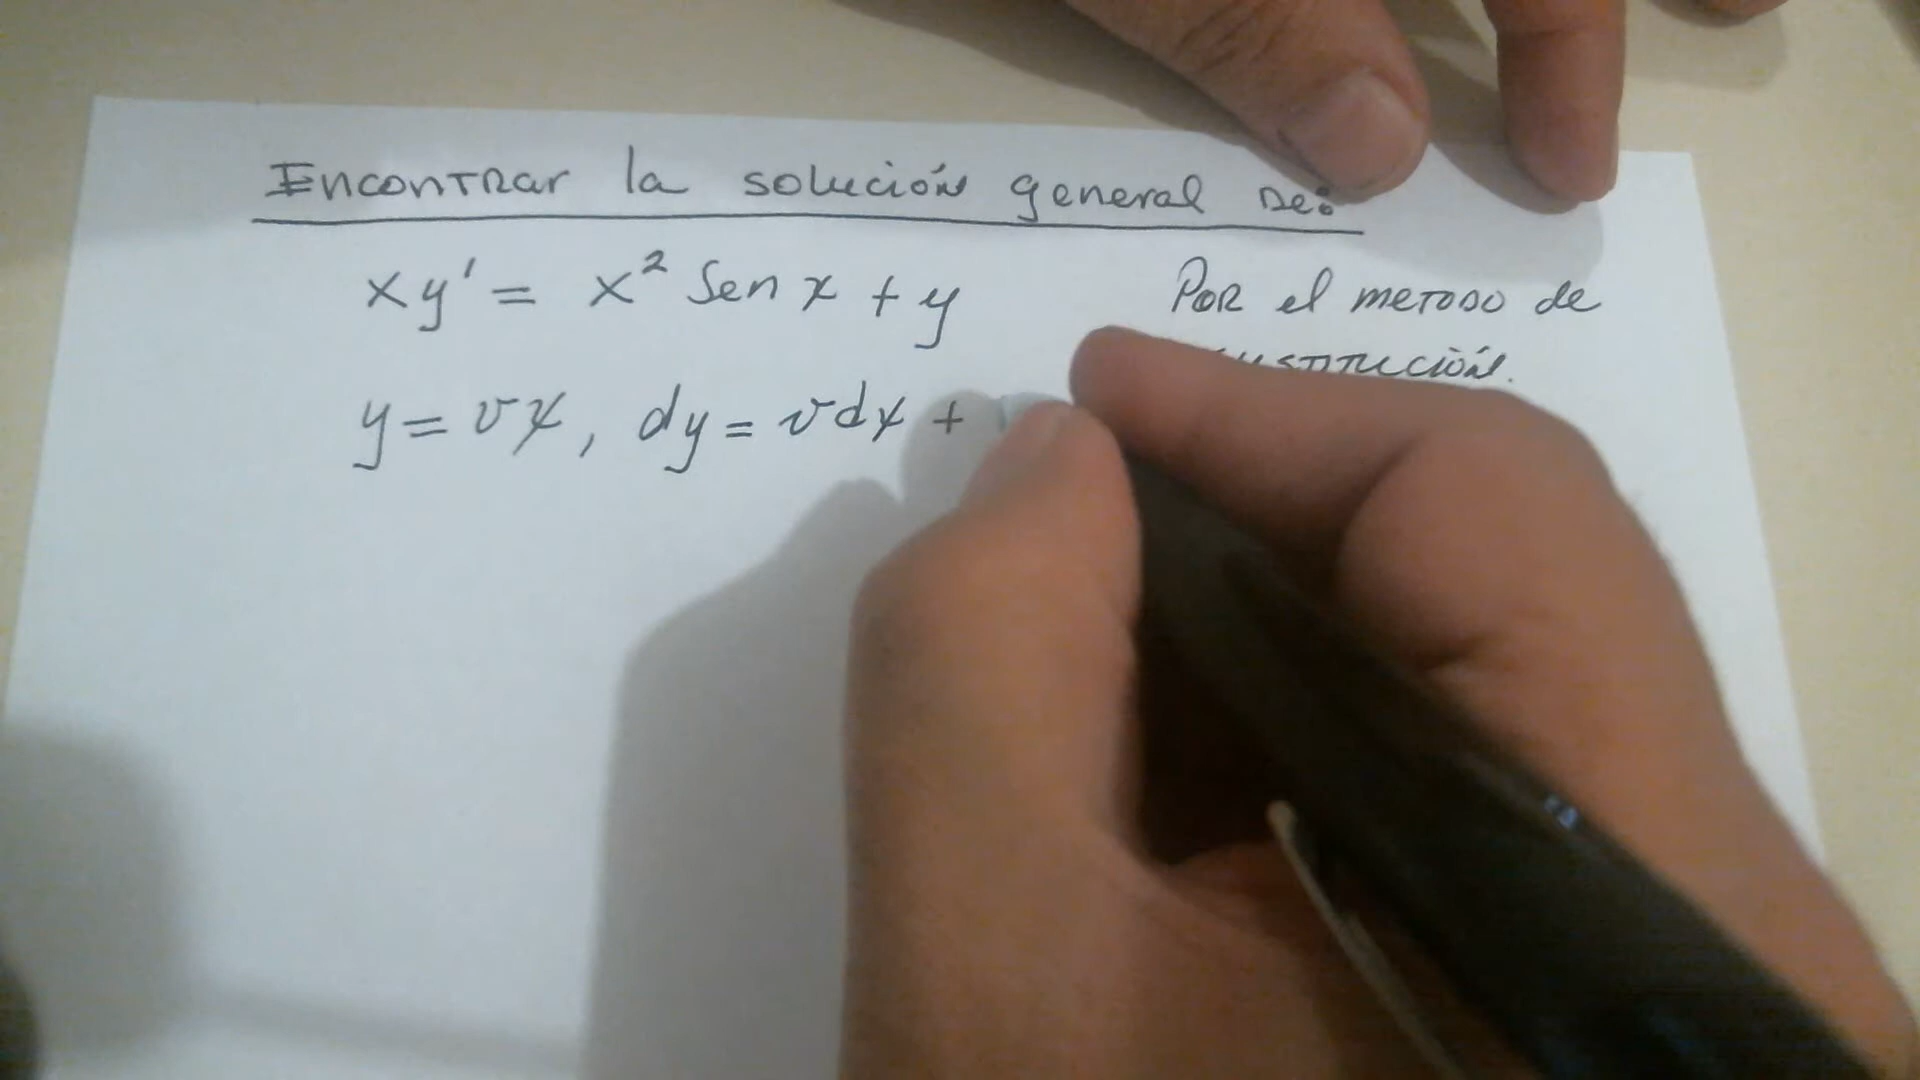 Encontrar la solución general de:
xy' = x² Sen x + y
Por el metodo de
y = vx, dy = vdx +